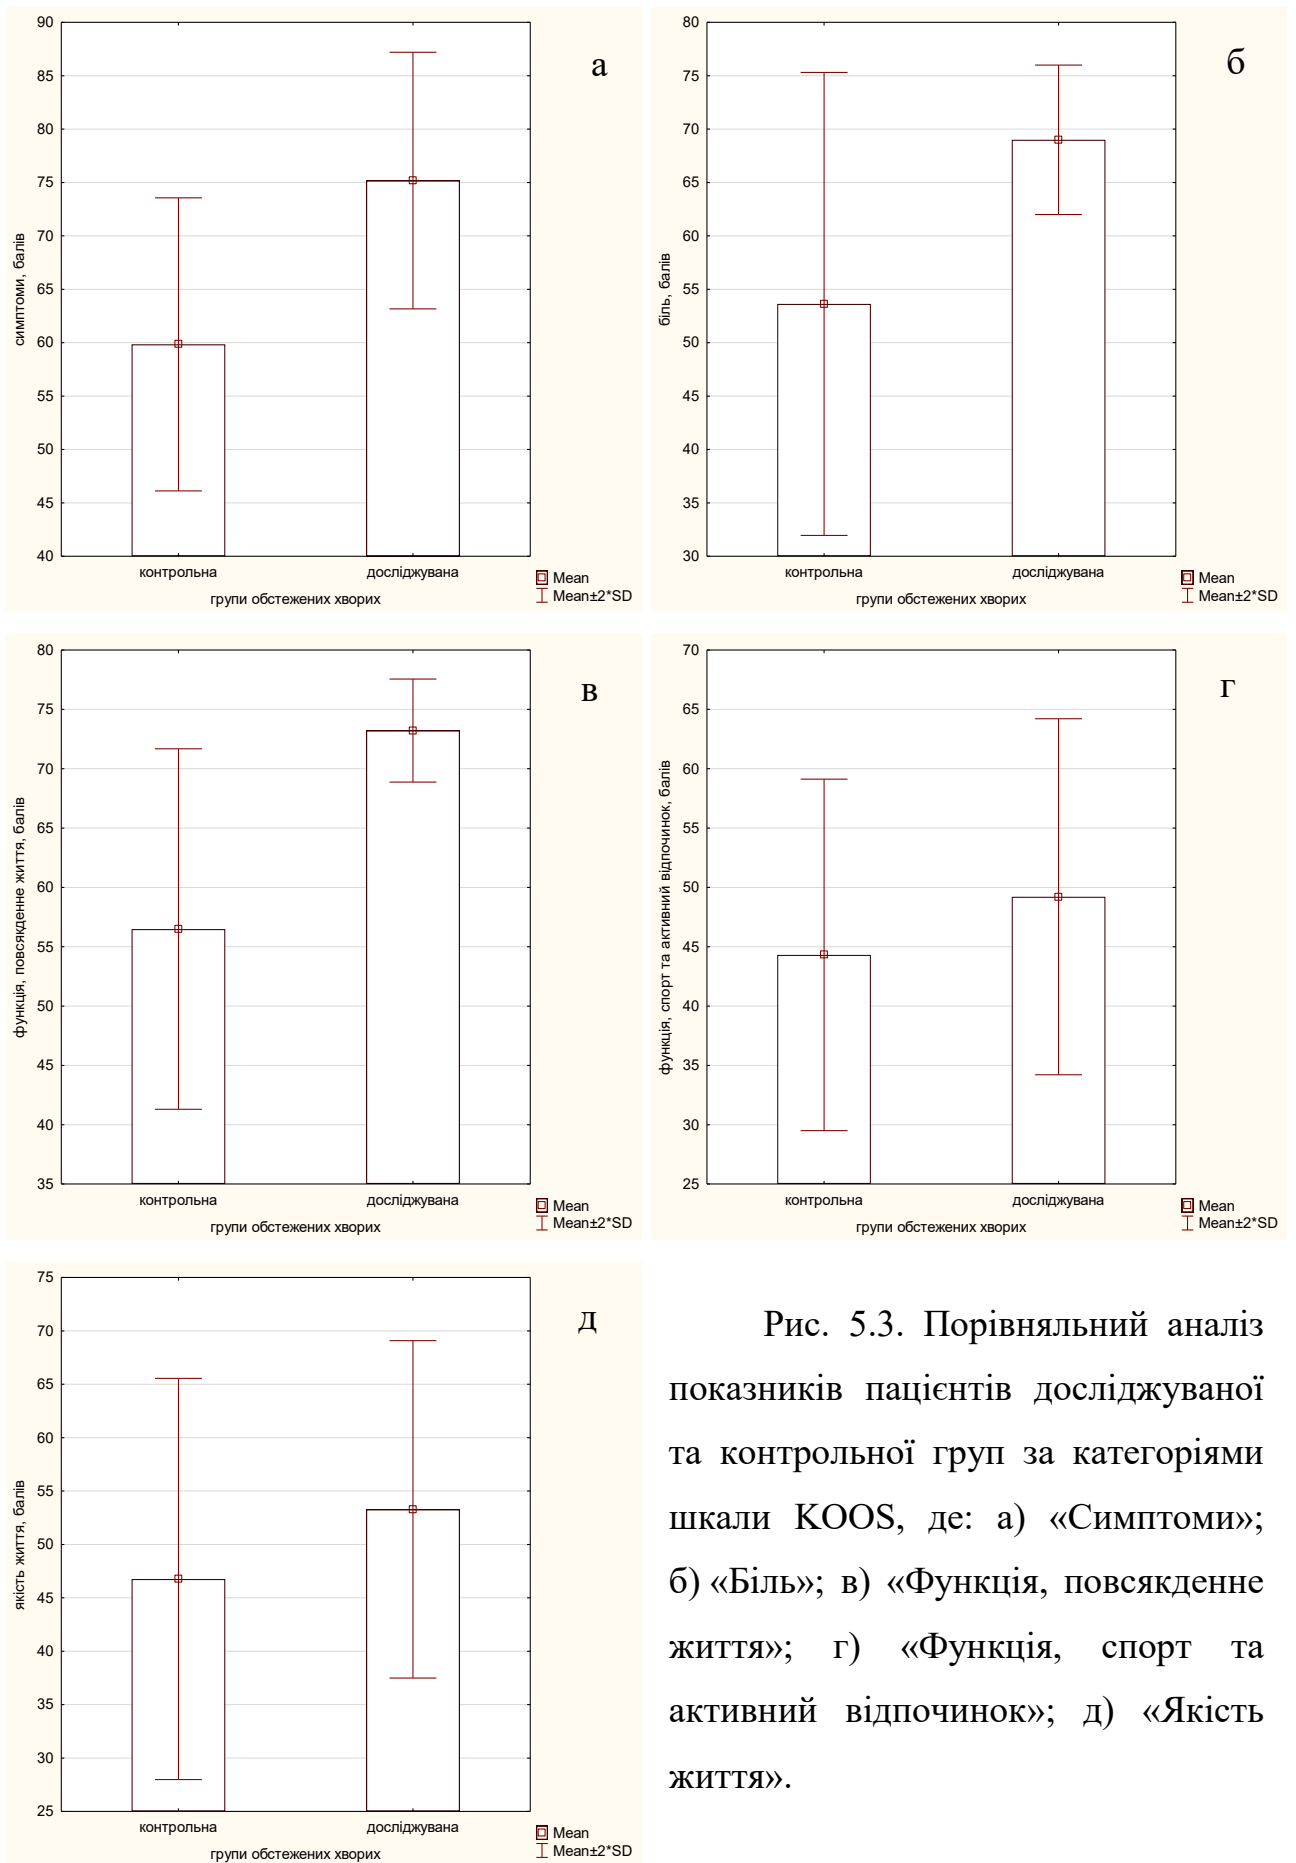 90
85
80
75
70
65
60
55
50
45
40
симптоми, балів
контрольна
досліджувана
групи обстежених хворих
Mean
Mean±2*SD
а
80
75
70
65
60
55
50
45
40
35
30
біль, балів
контрольна
досліджувана
групи обстежених хворих
Mean
Mean±2*SD
б
80
75
70
65
60
55
50
45
40
35
функція, повсякденне життя, балів
контрольна
досліджувана
групи обстежених хворих
Mean
Mean±2*SD
в
70
65
60
55
50
45
40
35
30
25
функція, спорт та активний відпочинок, балів
контрольна
досліджувана
групи обстежених хворих
Mean
Mean±2*SD
г
75
70
65
60
55
50
45
40
35
30
25
якість життя, балів
контрольна
досліджувана
групи обстежених хворих
Mean
Mean±2*SD
д
Рис. 5.3. Порівняльний аналіз
показників пацієнтів досліджуваної
та контрольної груп за категоріями
шкали KOOS, де: а) «Симптоми»;
б) «Біль»; в) «Функція, повсякденне
життя»; г) «Функція, спорт та
активний відпочинок»; д) «Якість
життя».